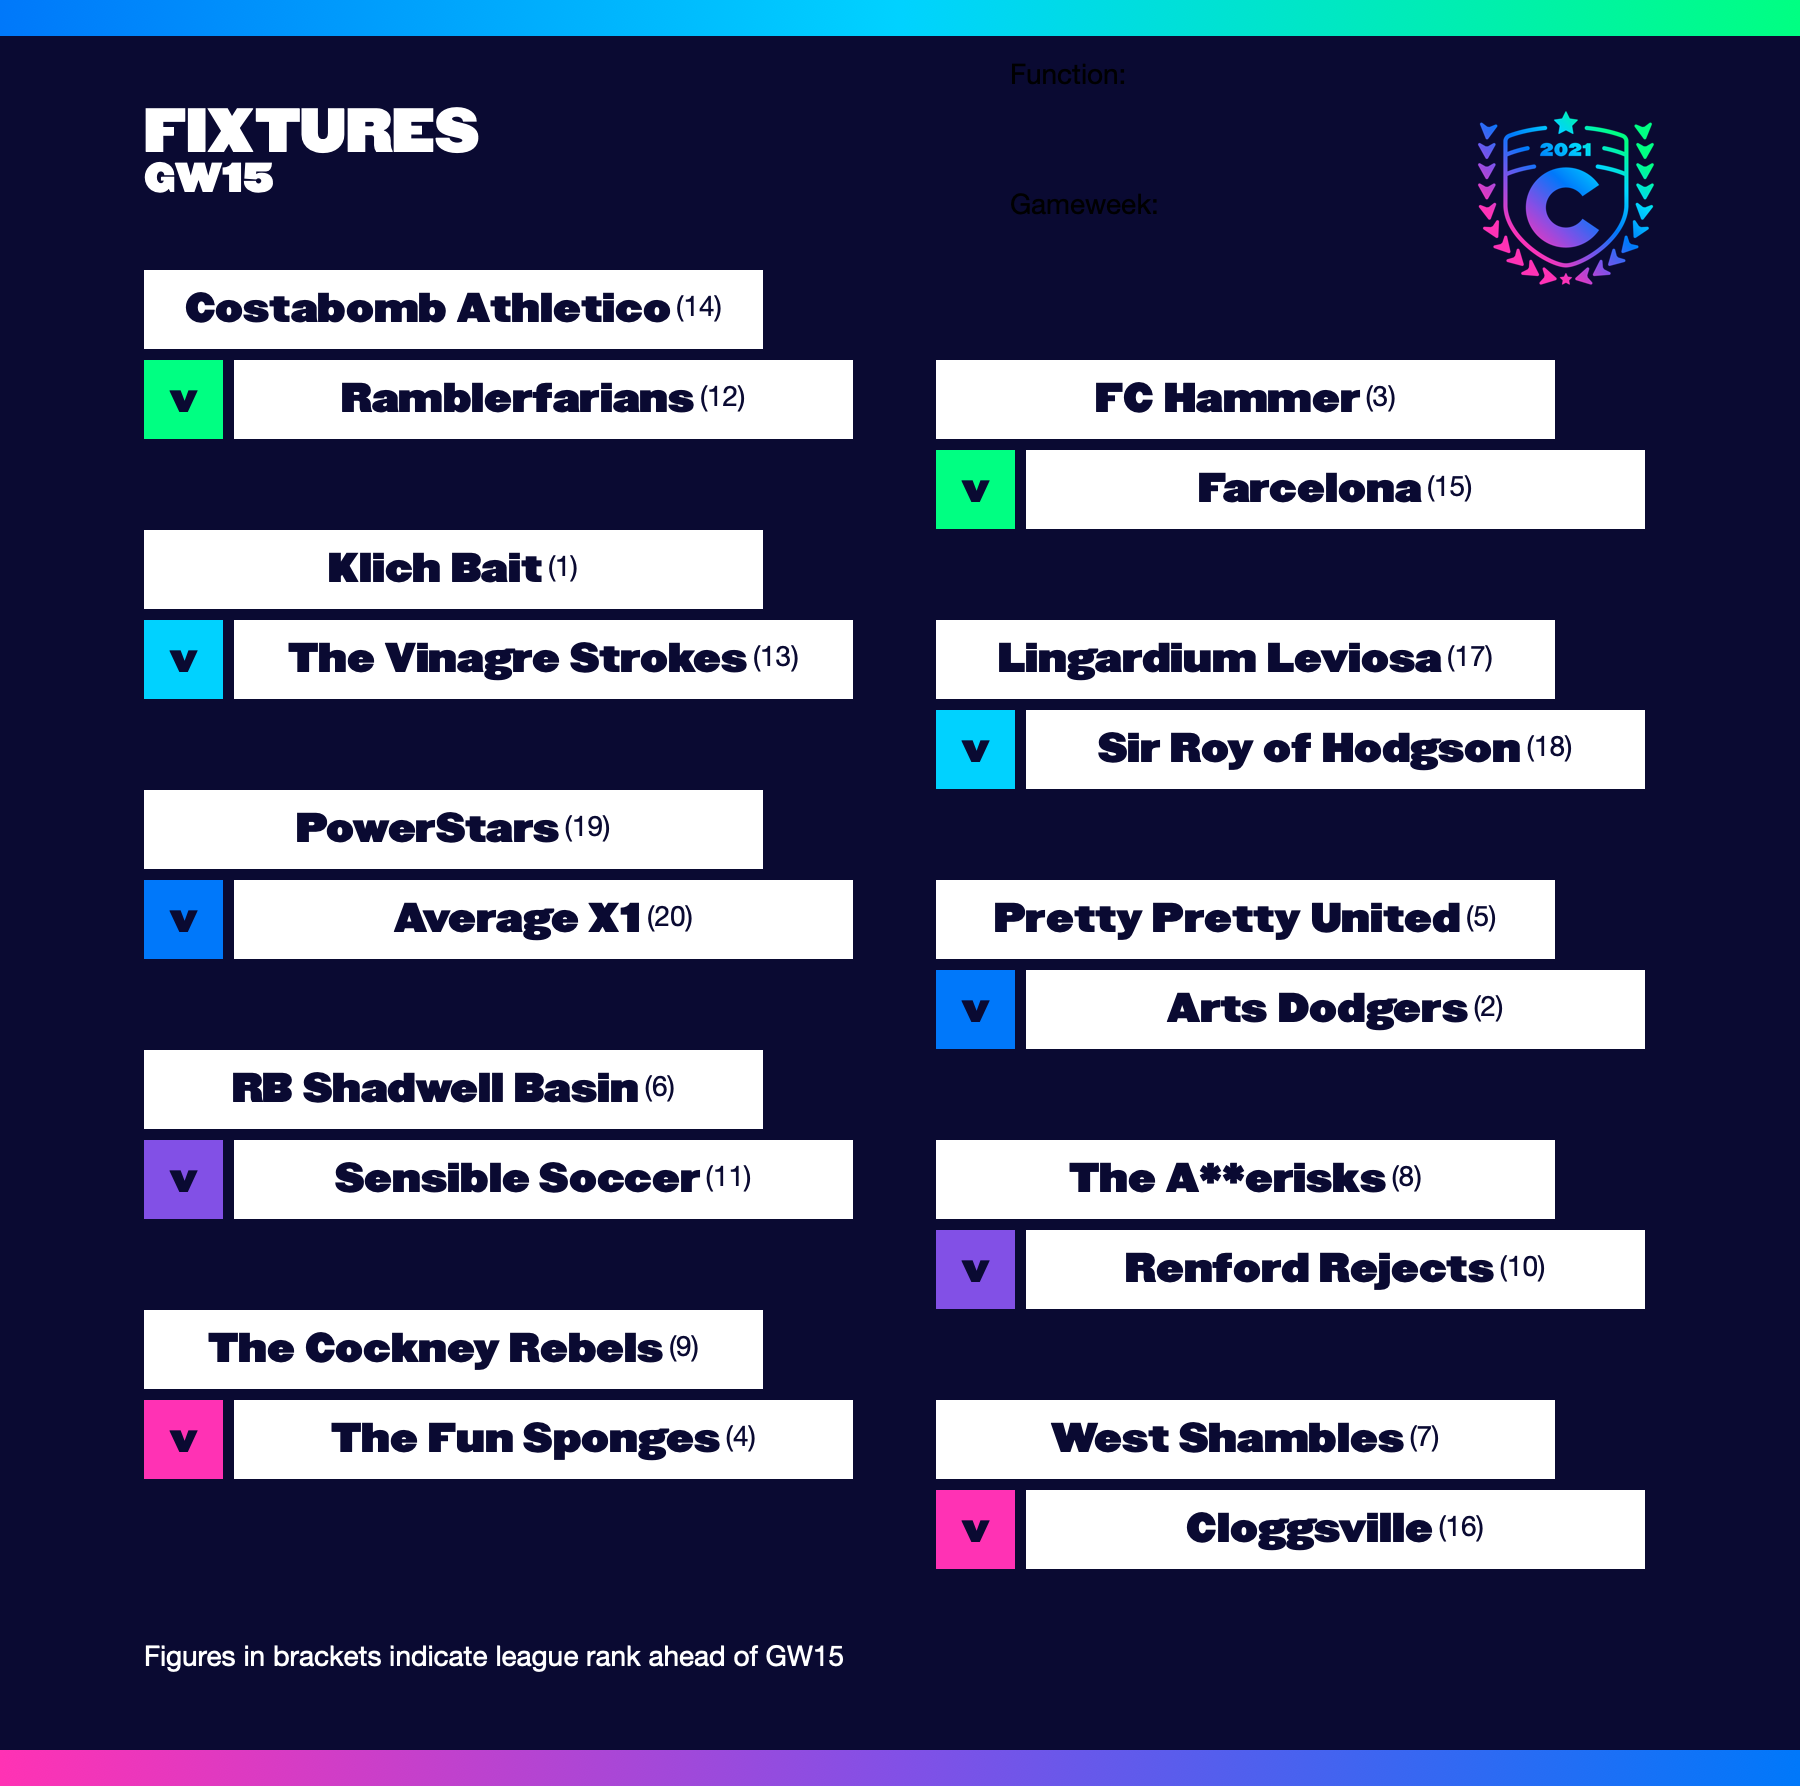 Function:
FIXTURES
GW15
2021
Gameweek:
Costabomb Athletico (14)
v Ramblerfarians (12)
Klich Bait (1)
v The Vinagre Strokes (13)
PowerStars (19)
v Average X1 (20)
RB Shadwell Basin (6)
v Sensible Soccer (11)
The Cockney Rebels (9)
v The Fun Sponges (4)
FC Hammer (3)
v Farcelona (15)
Lingardium Leviosa (17)
v Sir Roy of Hodgson (18)
Pretty Pretty United (5)
v Arts Dodgers (2)
The A**erisks (8)
v Renford Rejects (10)
West Shambles (7)
v Cloggsville (16)
Figures in brackets indicate league rank ahead of GW15